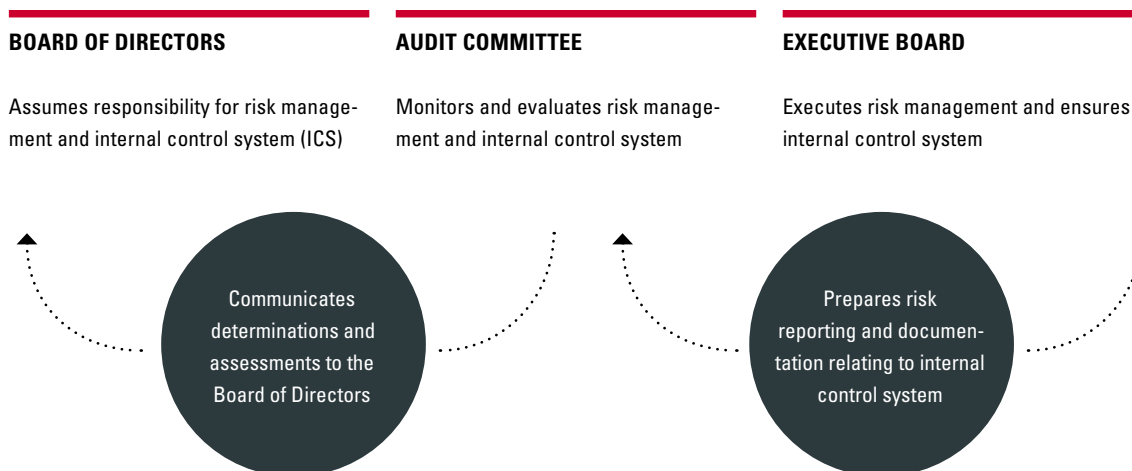 BOARD OF DIRECTORS
Assumes responsibility for risk manage-
ment and internal control system (ICS)
AUDIT COMMITTEE
Monitors and evaluates risk manage-
ment and internal control system
EXECUTIVE BOARD
Executes risk management and ensures
internal control system
Communicates
determinations and
assessments to the
Board of Directors
Prepares risk
reporting and documen-
tation relating to internal
control system